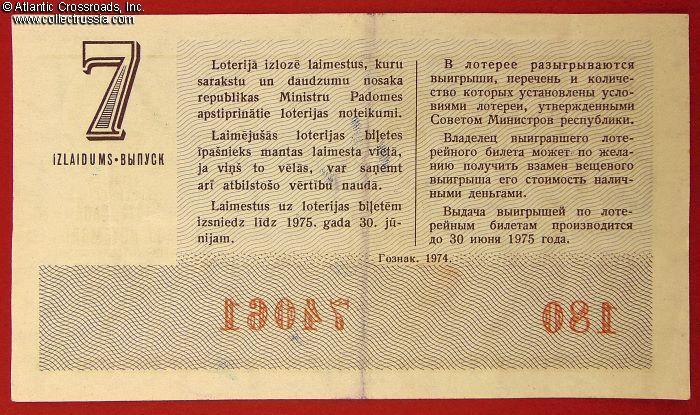 © Atlantic Crossroads, Inc.
www.collectrussia.com
7
IZLAIDUMS • ВЫПУСК
Loterijā izlozē laimestus, kuru
sarakstu un daudzumu nosaka
republikas Ministru Padomes
apstiprinātie loterijas noteikumi.
Laimējušās loterijas biļetes
īpašnieks mantas laimesta vietā,
ja viņš to vēlās, var saņemt
arī atbilstošo vērtību naudā.
Laimestus uz loterijas biļetēm
izsniedz līdz 1975. gada 30. jū-
nijam.
В лотерее разыгрываются
выигрыши, перечень и количе-
ство которых установлены усло-
виями лотереи, утвержденными
Советом Министров республики.
Владелец выигравшего лоте-
рейного билета может по жела-
нию получить взамен вещевого
выигрыша его стоимость налич-
ными деньгами.
Выдача выигрышей по лоте-
рейным билетам производится
до 30 июня 1975 года.
Гознак. 1974.
74061
180